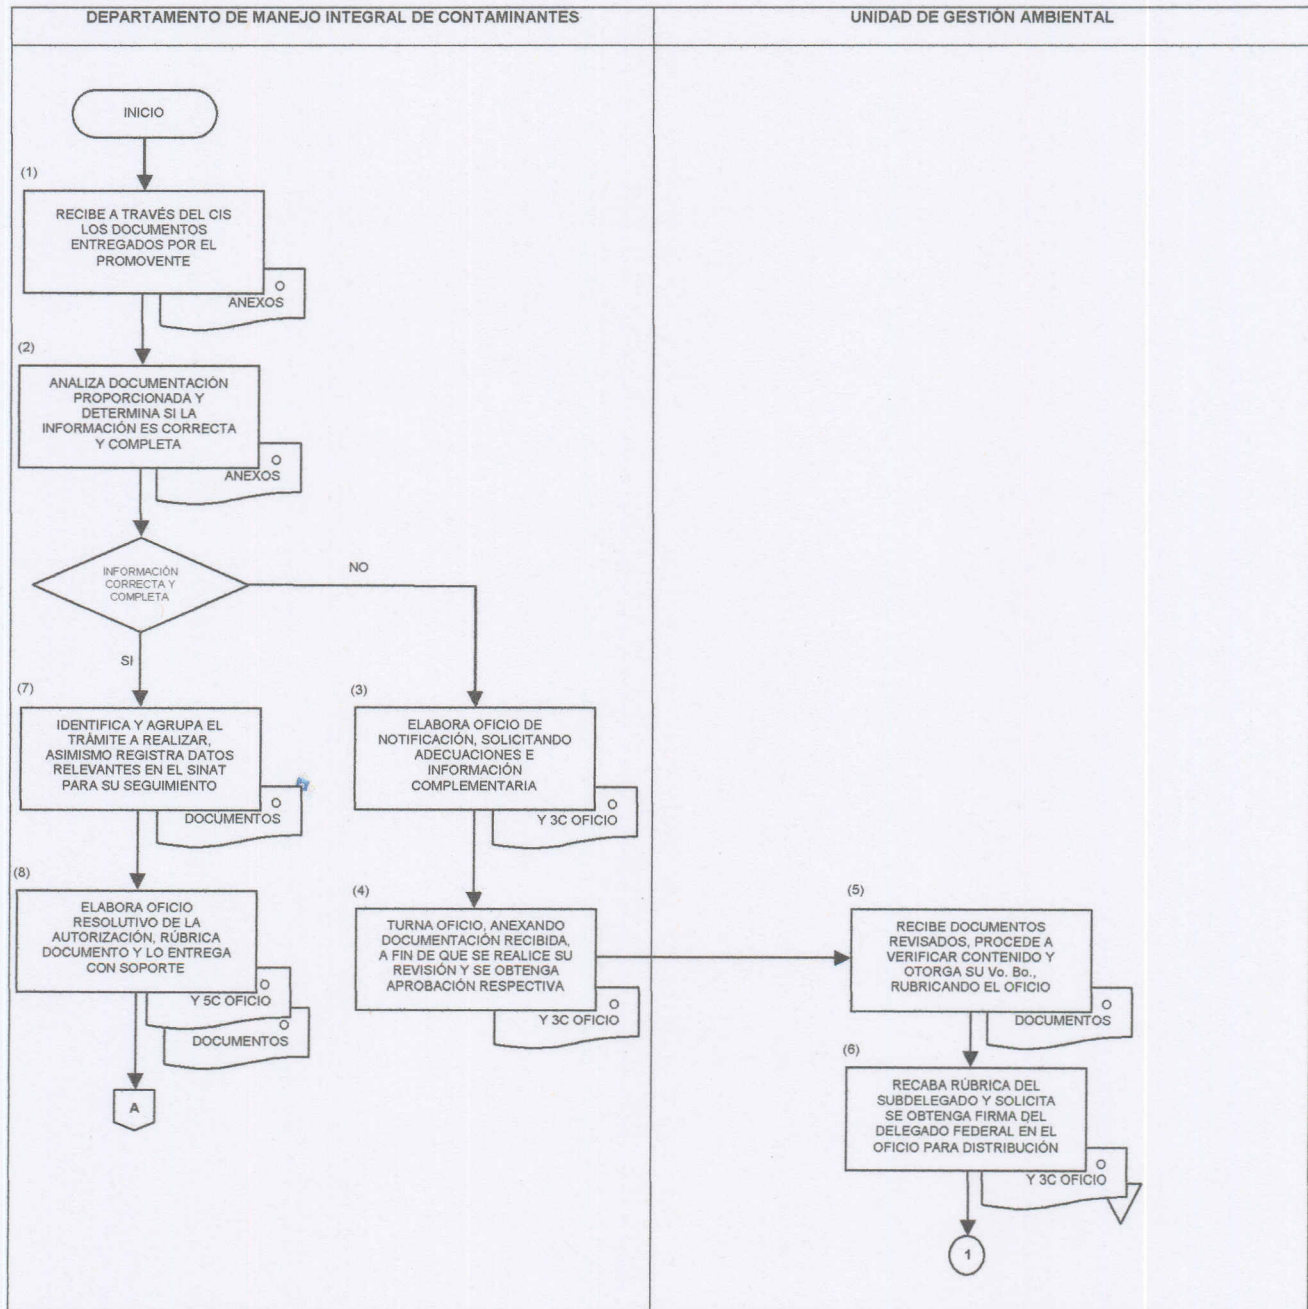 DEPARTAMENTO DE MANEJO INTEGRAL DE CONTAMINANTES
UNIDAD DE GESTIÓN AMBIENTAL
INICIO
(1)
RECIBE A TRAVÉS DEL CIS
LOS DOCUMENTOS
ENTREGADOS POR EL
PROMOVENTE
O
ANEXOS
(2)
ANALIZA DOCUMENTACIÓN
PROPORCIONADA Y
DETERMINA SI LA
INFORMACIÓN ES CORRECTA
Y COMPLETA
O
ANEXOS
INFORMACIÓN
CORRECTA Y
COMPLETA
NO
SI
(7)
IDENTIFICA Y AGRUPA EL
TRÁMITE A REALIZAR,
ASIMISMO REGISTRA DATOS
RELEVANTES EN EL SINAT
PARA SU SEGUIMIENTO
O
DOCUMENTOS
(3)
ELABORA OFICIO DE
NOTIFICACIÓN, SOLICITANDO
ADECUACIONES E
INFORMACIÓN
COMPLEMENTARIA
O
Y 3C OFICIO
(8)
ELABORA OFICIO
RESOLUTIVO DE LA
AUTORIZACIÓN, RÚBRICA
DOCUMENTO Y LO ENTREGA
CON SOPORTE
O
Y 5C OFICIO
O
DOCUMENTOS
A
(4)
TURNA OFICIO, ANEXANDO
DOCUMENTACIÓN RECIBIDA,
A FIN DE QUE SE REALICE SU
REVISIÓN Y SE OBTENGA
APROBACIÓN RESPECTIVA
O
Y 3C OFICIO
(5)
RECIBE DOCUMENTOS
REVISADOS, PROCEDE A
VERIFICAR CONTENIDO Y
OTORGA SU Vo. Bo.,
RUBRICANDO EL OFICIO
O
DOCUMENTOS
(6)
RECABA RÚBRICA DEL
SUBDELEGADO Y SOLICITA
SE OBTENGA FIRMA DEL
DELEGADO FEDERAL EN EL
OFICIO PARA DISTRIBUCIÓN
O
Y 3C OFICIO
1